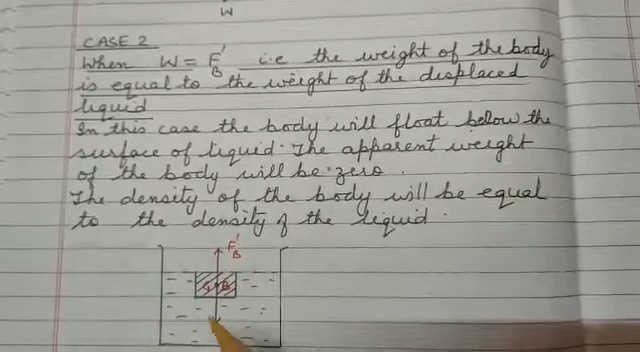 W
CASE 2
When W = F'B i.e the weight of the body
is equal to the weight of the displaced
liquid
In this case the body will float below the
surface of liquid. The apparent weight
of the body will be zero.
The density of the body will be equal
to the density of the liquid.
F'B
G B